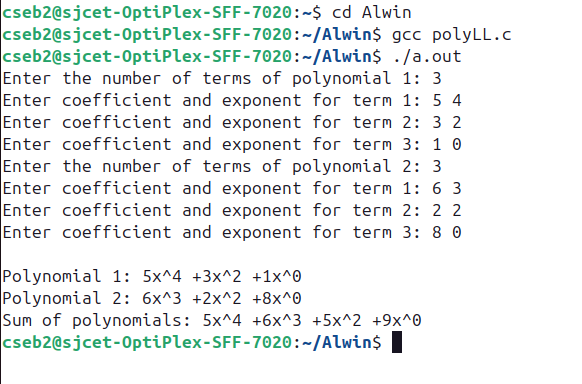 cseb2@sjcet-OptiPlex-SFF-7020:~$ cd Alwin
cseb2@sjcet-OptiPlex-SFF-7020:~/Alwin$ gcc polyLL.c
cseb2@sjcet-OptiPlex-SFF-7020:~/Alwin$ ./a.out
Enter the number of terms of polynomial 1: 3
Enter coefficient and exponent for term 1: 5 4
Enter coefficient and exponent for term 2: 3 2
Enter coefficient and exponent for term 3: 1 0
Enter the number of terms of polynomial 2: 3
Enter coefficient and exponent for term 1: 6 3
Enter coefficient and exponent for term 2: 2 2
Enter coefficient and exponent for term 3: 8 0

Polynomial 1: 5x^4 +3x^2 +1x^0
Polynomial 2: 6x^3 +2x^2 +8x^0
Sum of polynomials: 5x^4 +6x^3 +5x^2 +9x^0
cseb2@sjcet-OptiPlex-SFF-7020:~/Alwin$